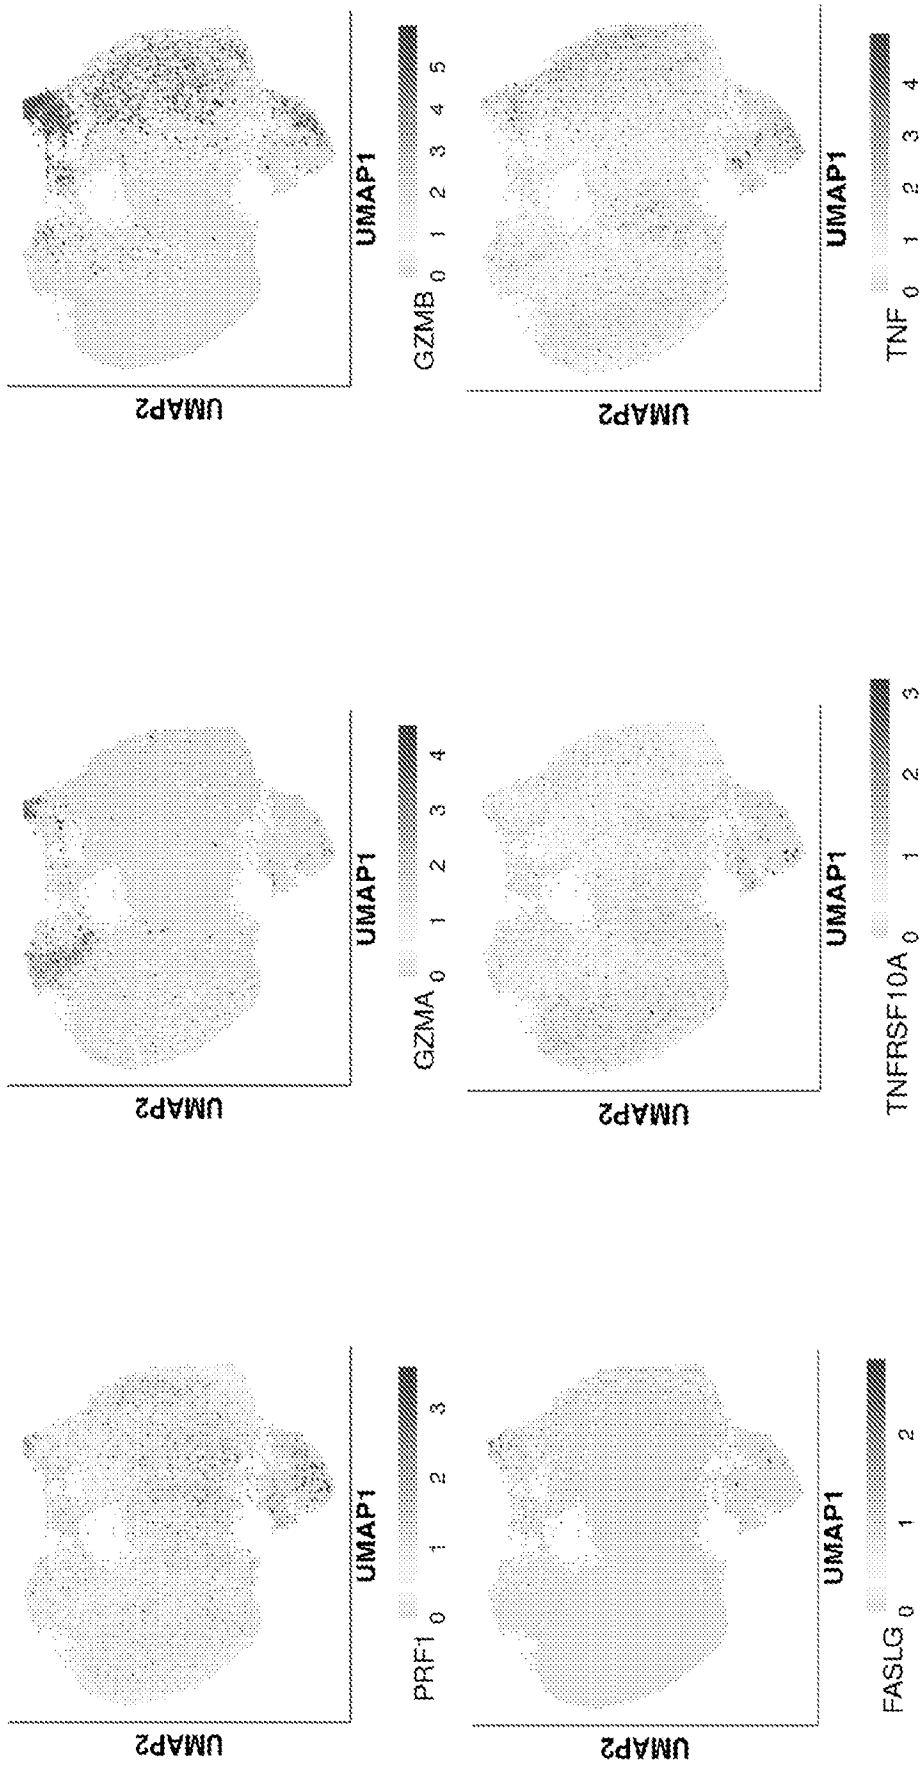 UMAP2
UMAP1
PRF1 0 1 2 3
UMAP2
UMAP1
GZMA 0 1 2 3 4
UMAP2
UMAP1
GZMB 0 1 2 3 4 5
UMAP2
UMAP1
FASLG 0 1 2
UMAP2
UMAP1
TNFRSF10A 0 1 2 3
UMAP2
UMAP1
TNF 0 1 2 3 4